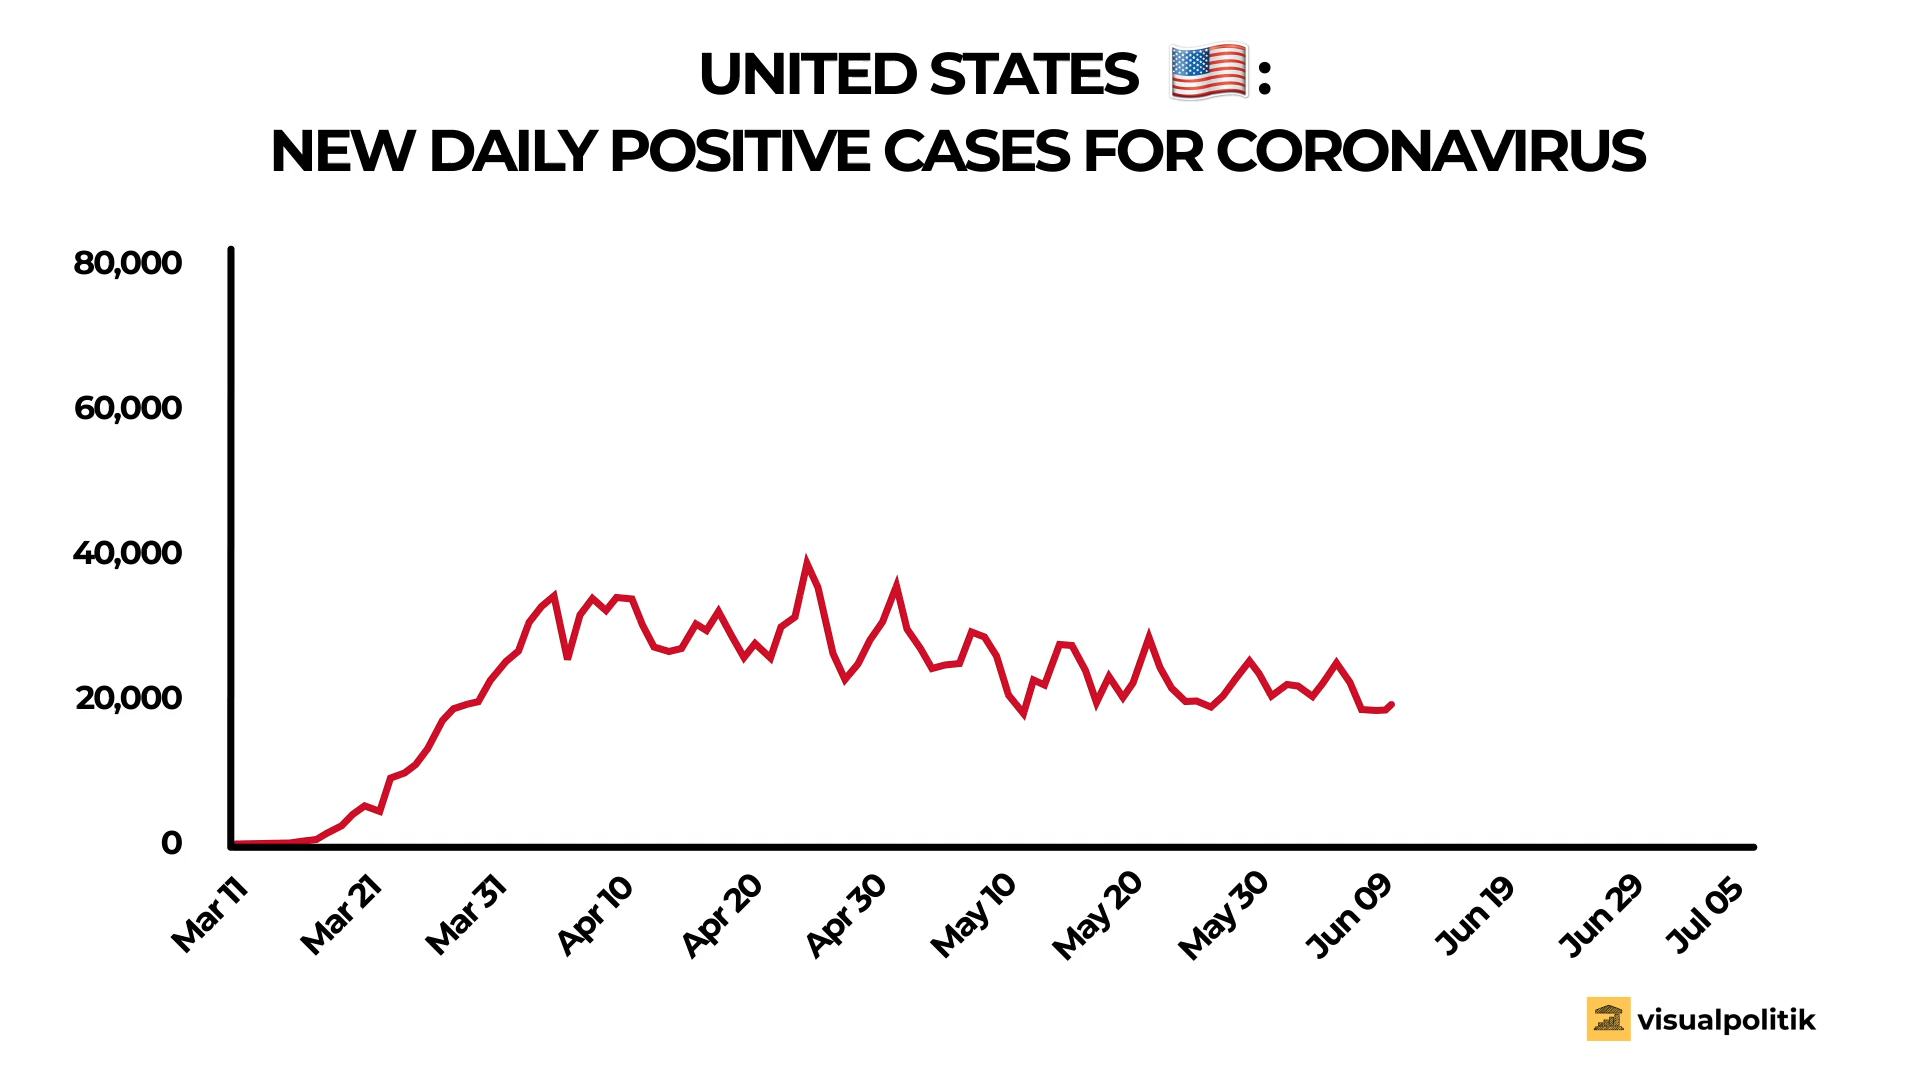 UNITED STATES 🇺🇸:
NEW DAILY POSITIVE CASES FOR CORONAVIRUS
80,000
60,000
40,000
20,000
0
Mar 11
Mar 21
Mar 31
Apr 10
Apr 20
Apr 30
May 10
May 20
May 30
Jun 09
Jun 19
Jun 29
Jul 05
visualpolitik